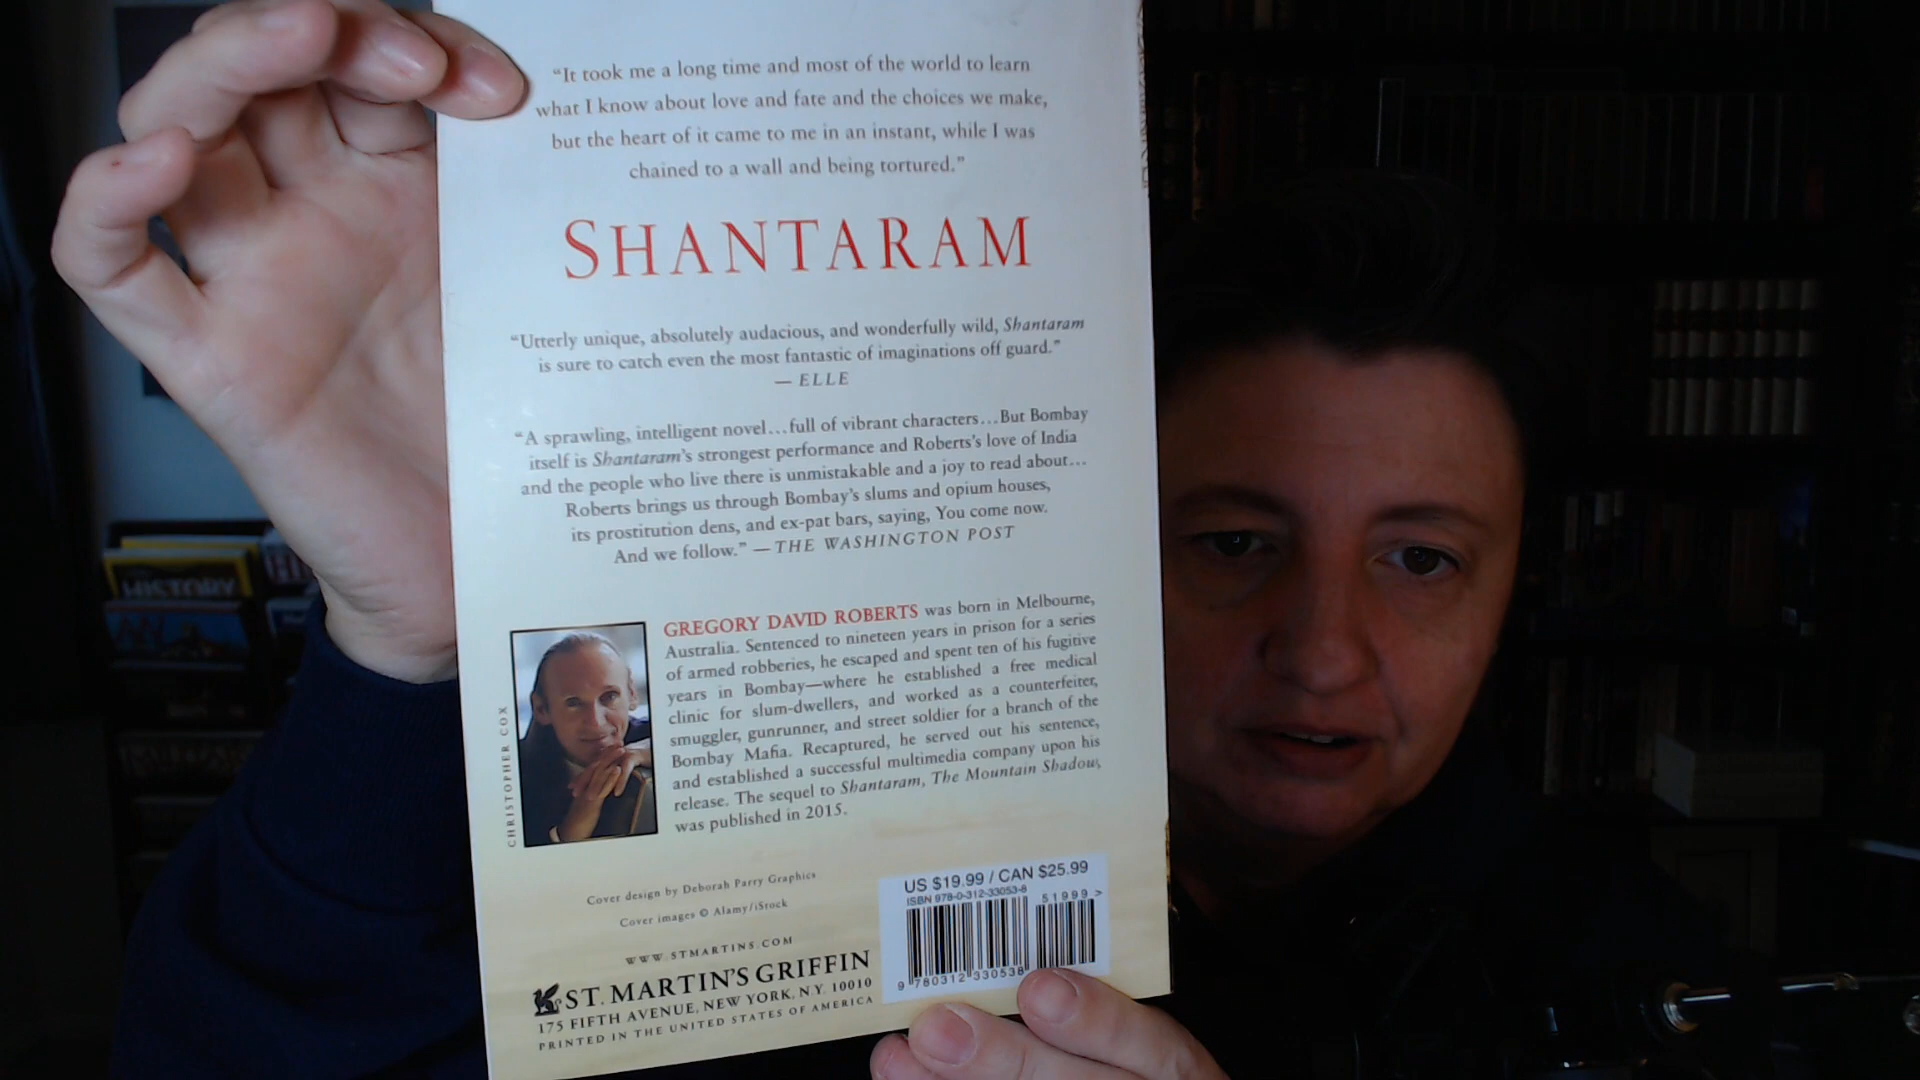 “It took me a long time and most of the world to learn
what I know about love and fate and the choices we make,
but the heart of it came to me in an instant, while I was
chained to a wall and being tortured.”
SHANTARAM
“Utterly unique, absolutely audacious, and wonderfully wild, Shantaram
is sure to catch even the most fantastic of imaginations off guard.”
— ELLE
“A sprawling, intelligent novel…full of vibrant characters…But Bombay
itself is Shantaram’s strongest performance and Roberts’s love of India
and the people who live there is unmistakable and a joy to read about…
Roberts brings us through Bombay’s slums and opium houses,
its prostitution dens, and ex-pat bars, saying, You come now.
And we follow.” —THE WASHINGTON POST
GREGORY DAVID ROBERTS was born in Melbourne,
Australia. Sentenced to nineteen years in prison for a series
of armed robberies, he escaped and spent ten of his fugitive
years in Bombay—where he established a free medical
clinic for slum-dwellers, and worked as a counterfeiter,
smuggler, gunrunner, and street soldier for a branch of the
Bombay Mafia. Recaptured, he served out his sentence,
and established a successful multimedia company upon his
release. The sequel to Shantaram, The Mountain Shadow,
was published in 2015.
CHRISTOPHER COX
Cover design by Deborah Parry Graphics
Cover images © Alamy/iStock
WWW.STMARTINS.COM
ST. MARTIN’S GRIFFIN
175 FIFTH AVENUE, NEW YORK, N.Y. 10010
PRINTED IN THE UNITED STATES OF AMERICA
US $19.99 / CAN $25.99
ISBN 978-0-312-33053-8
51999>
9 780312 330538
HISTORY